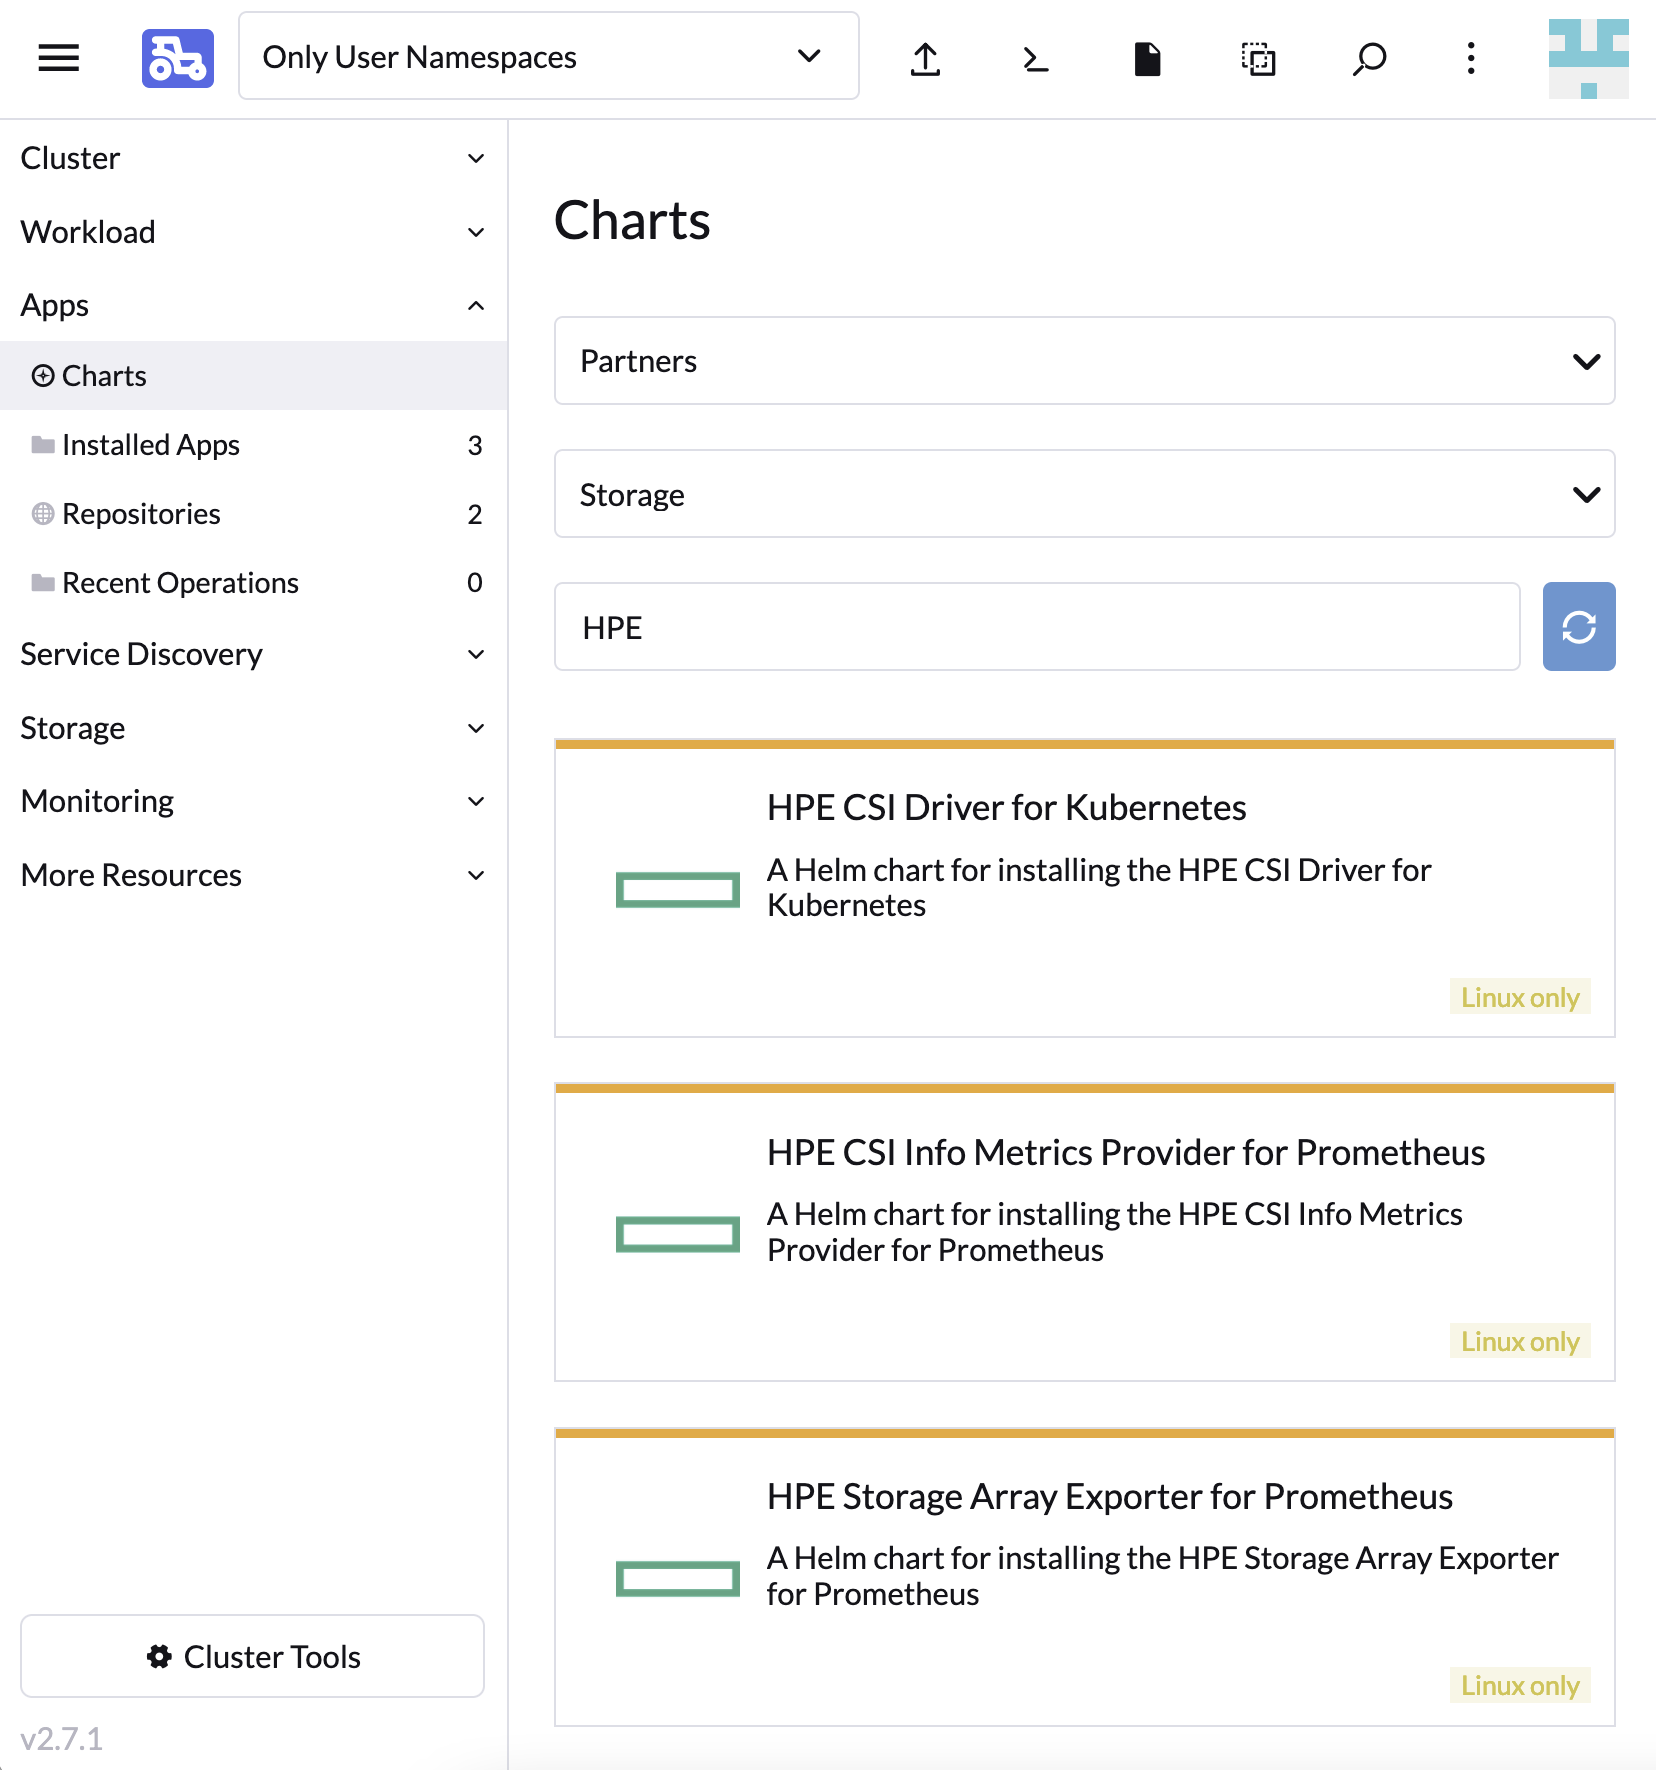 Only User Namespaces
Cluster
Workload
Apps
Charts
Installed Apps 3
Repositories 2
Recent Operations 0
Service Discovery
Storage
Monitoring
More Resources
Cluster Tools
v2.7.1
Charts
Partners
Storage
HPE
HPE CSI Driver for Kubernetes
A Helm chart for installing the HPE CSI Driver for
Kubernetes
Linux only
HPE CSI Info Metrics Provider for Prometheus
A Helm chart for installing the HPE CSI Info Metrics
Provider for Prometheus
Linux only
HPE Storage Array Exporter for Prometheus
A Helm chart for installing the HPE Storage Array Exporter
for Prometheus
Linux only